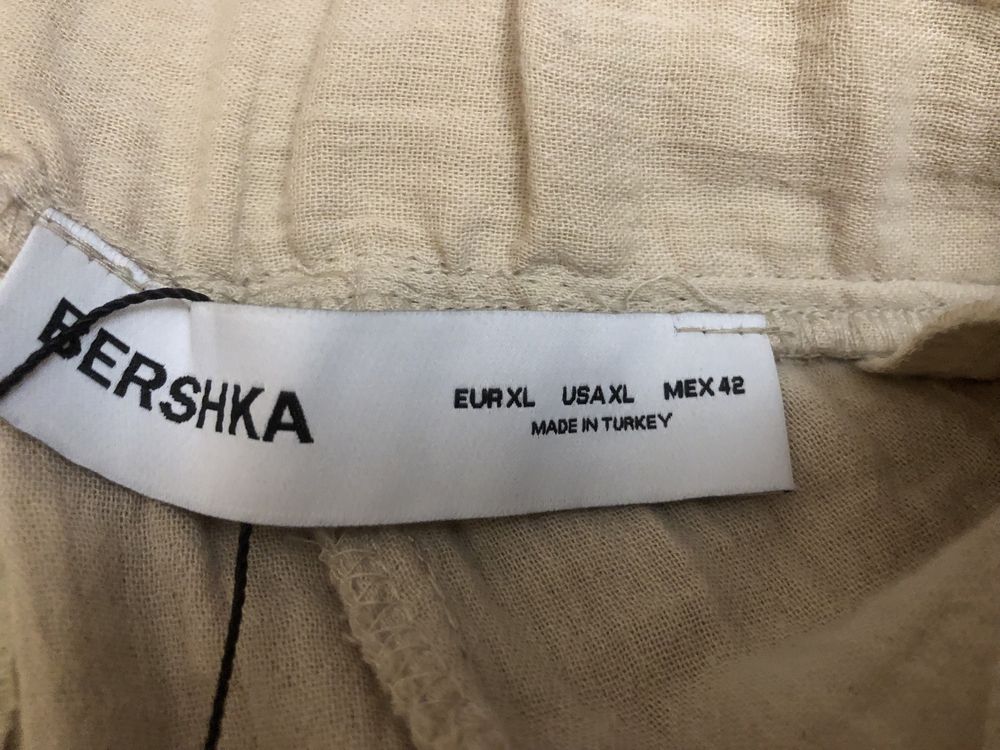 BERSHKA
EUR XL USA XL MEX 42
MADE IN TURKEY